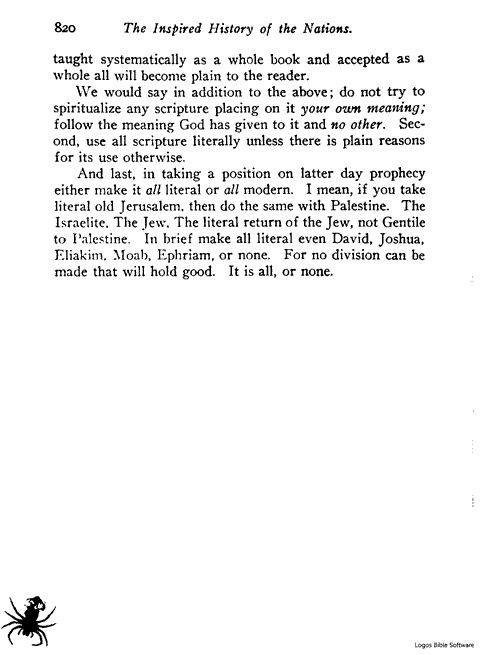 820 The Inspired History of the Nations.
taught systematically as a whole book and accepted as a
whole all will become plain to the reader.
We would say in addition to the above; do not try to
spiritualize any scripture placing on it your own meaning;
follow the meaning God has given to it and no other. Sec-
ond, use all scripture literally unless there is plain reasons
for its use otherwise.
And last, in taking a position on latter day prophecy
either make it all literal or all modern. I mean, if you take
literal old Jerusalem, then do the same with Palestine. The
Israelite, The Jew, The literal return of the Jew, not Gentile
to Palestine. In brief make all literal even David, Joshua,
Eliakim, Moab, Ephriam, or none. For no division can be
made that will hold good. It is all, or none.
Logos Bible Software